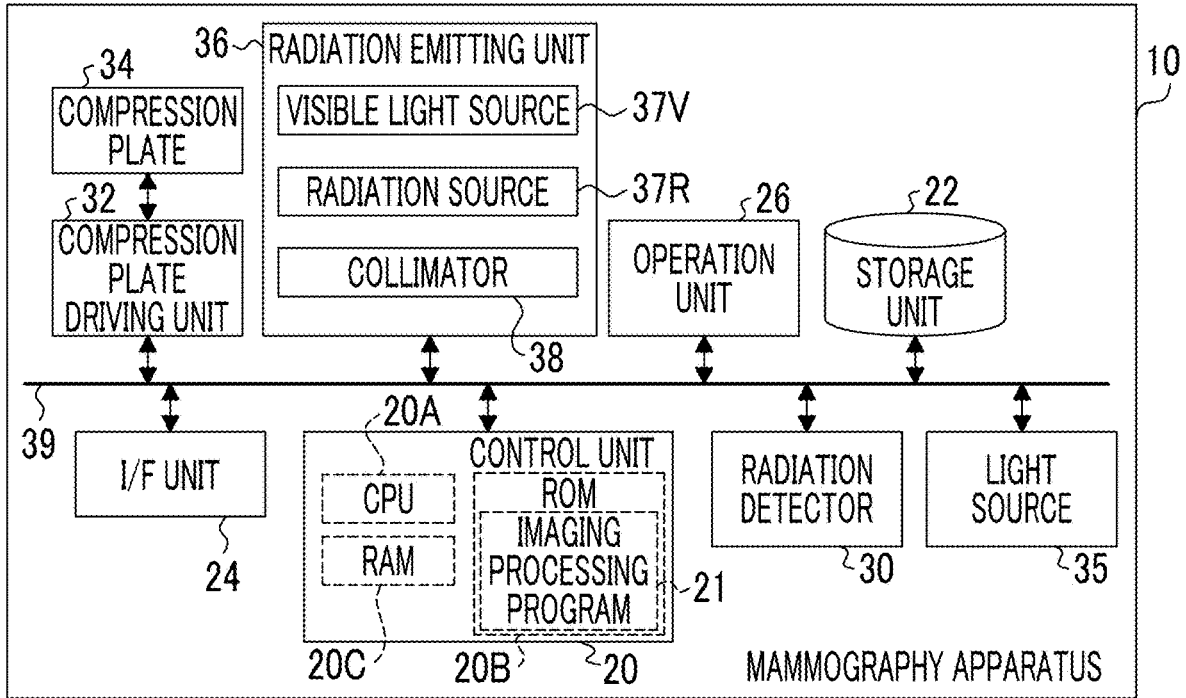 10
36
RADIATION EMITTING UNIT
VISIBLE LIGHT SOURCE
37V
RADIATION SOURCE
37R
COLLIMATOR
38
34
COMPRESSION
PLATE
32
COMPRESSION
PLATE
DRIVING UNIT
26
OPERATION
UNIT
22
STORAGE
UNIT
39
I/F UNIT
24
20A
CONTROL UNIT
CPU
RAM
ROM
IMAGING
PROCESSING
PROGRAM
21
20C
20B
20
RADIATION
DETECTOR
30
LIGHT
SOURCE
35
MAMMOGRAPHY APPARATUS